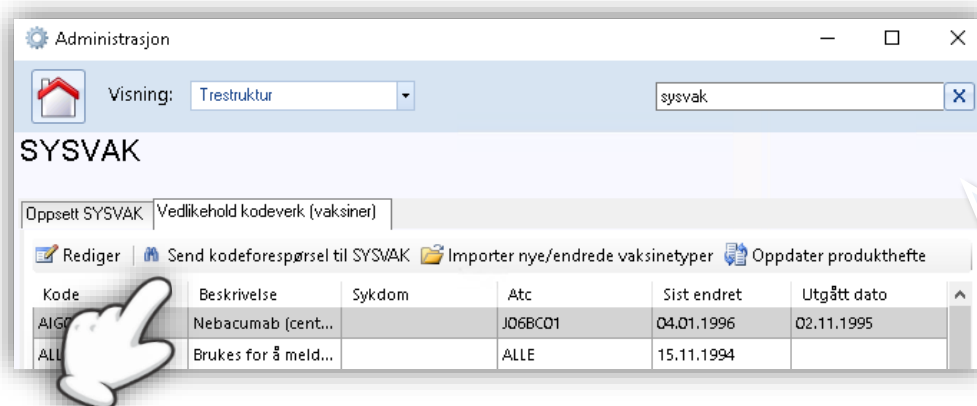 Administrasjon
Visning: Trestruktur sysvak
SYSVAK
Oppsett SYSVAK Vedlikehold kodeverk (vaksiner)
Rediger Send kodeforespørsel til SYSVAK Importer nye/endrede vaksinetyper Oppdater produkthefte
Kode Beskrivelse Sykdom Atc Sist endret Utgått dato
Nebacumab (cent... J06BC01 04.01.1996 02.11.1995
Brukes for å meld... ALLE 15.11.1994